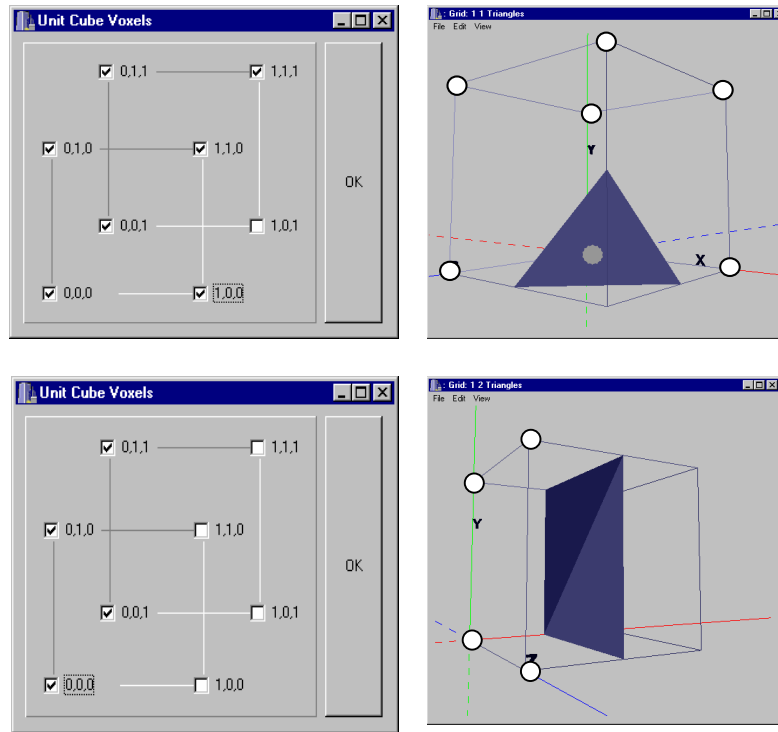 Unit Cube Voxels
0,1,1 1,1,1
0,1,0 1,1,0
OK
0,0,1 1,0,1
0,0,0 1,0,0
: Grid: 1 1 Triangles
File Edit View
Y
X
Unit Cube Voxels
0,1,1 1,1,1
0,1,0 1,1,0
OK
0,0,1 1,0,1
0,0,0 1,0,0
: Grid: 1 2 Triangles
File Edit View
Y
Z